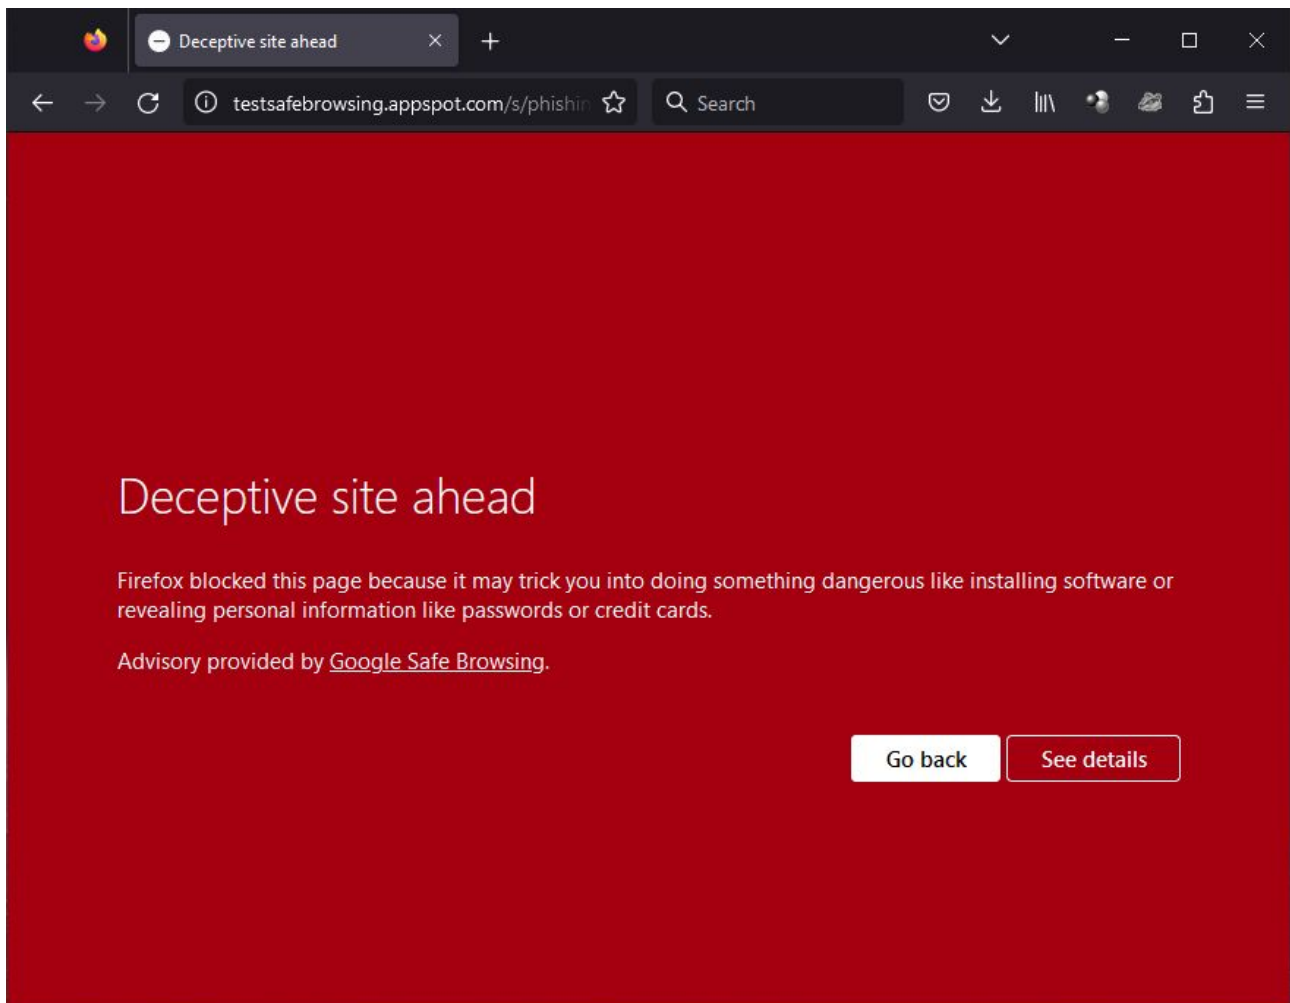 Deceptive site ahead
testsafebrowsing.appspot.com/s/phishin
Search
Deceptive site ahead
Firefox blocked this page because it may trick you into doing something dangerous like installing software or
revealing personal information like passwords or credit cards.
Advisory provided by Google Safe Browsing.
Go back
See details